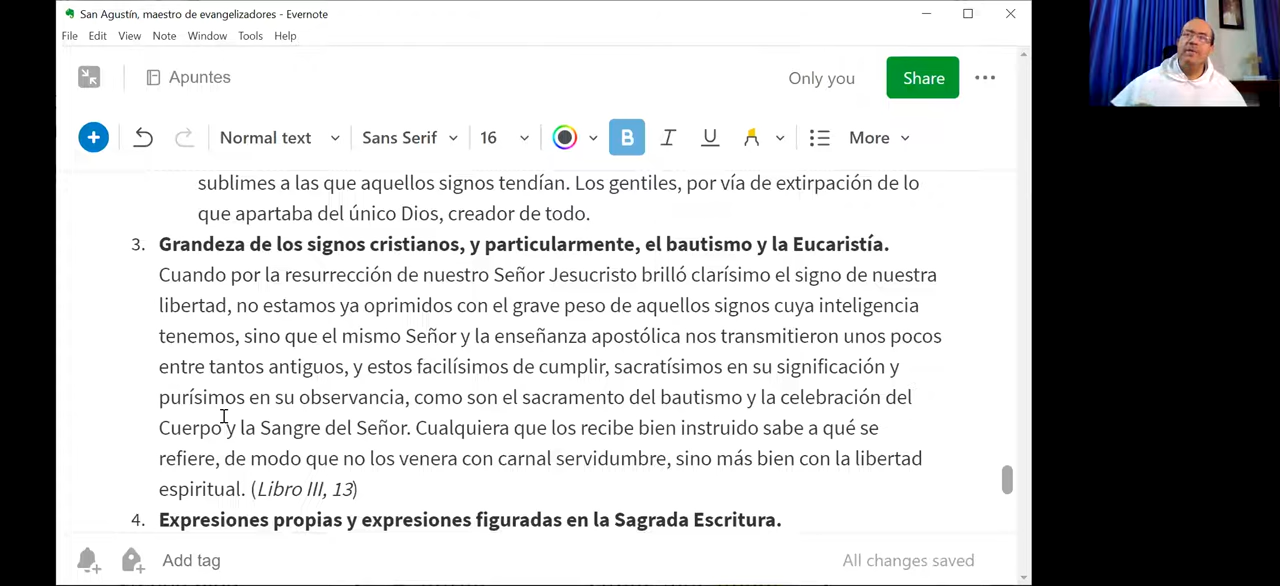 San Agustín, maestro de evangelizadores - Evernote
File Edit View Note Window Tools Help
Apuntes
Only you
Share
Normal text
Sans Serif
16
B I U
More
sublimes a las que aquellos signos tendían. Los gentiles, por vía de extirpación de lo
que apartaba del único Dios, creador de todo.
3. Grandeza de los signos cristianos, y particularmente, el bautismo y la Eucaristía.
Cuando por la resurrección de nuestro Señor Jesucristo brilló clarísimo el signo de nuestra
libertad, no estamos ya oprimidos con el grave peso de aquellos signos cuya inteligencia
tenemos, sino que el mismo Señor y la enseñanza apostólica nos transmitieron unos pocos
entre tantos antiguos, y estos facilísimos de cumplir, sacratísimos en su significación y
purísimos en su observancia, como son el sacramento del bautismo y la celebración del
Cuerpo y la Sangre del Señor. Cualquiera que los recibe bien instruido sabe a qué se
refiere, de modo que no los venera con carnal servidumbre, sino más bien con la libertad
espiritual. (Libro III, 13)
4. Expresiones propias y expresiones figuradas en la Sagrada Escritura.
Add tag
All changes saved